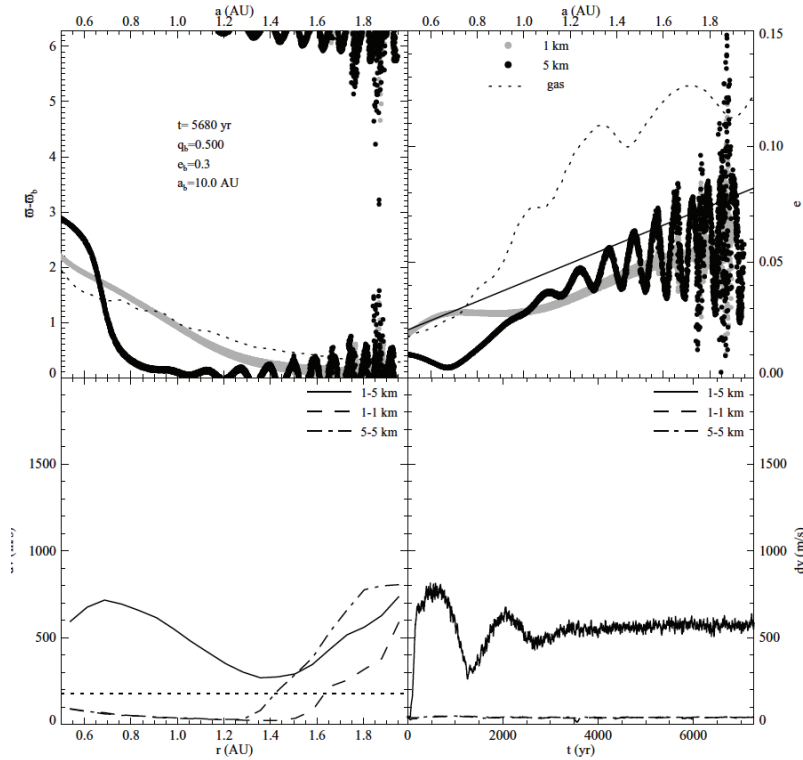 a (AU) a (AU)
0.6 0.8 1.0 1.2 1.4 1.6 1.8 0.6 0.8 1.0 1.2 1.4 1.6 1.8
6 0.15
1 km
5 km
gas
5
t= 5680 yr
q_b=0.500
e_b=0.3
a_b=10.0 AU
4 0.10
ϖ-ϖ_b e
3
2 0.05
1
0 0.00
1-5 km 1-5 km
1-1 km 1-1 km
5-5 km 5-5 km
1500 1500
1000 1000
dv (m/s)
500 500
0 0
0.6 0.8 1.0 1.2 1.4 1.6 1.8 0 2000 4000 6000
r (AU) t (yr)